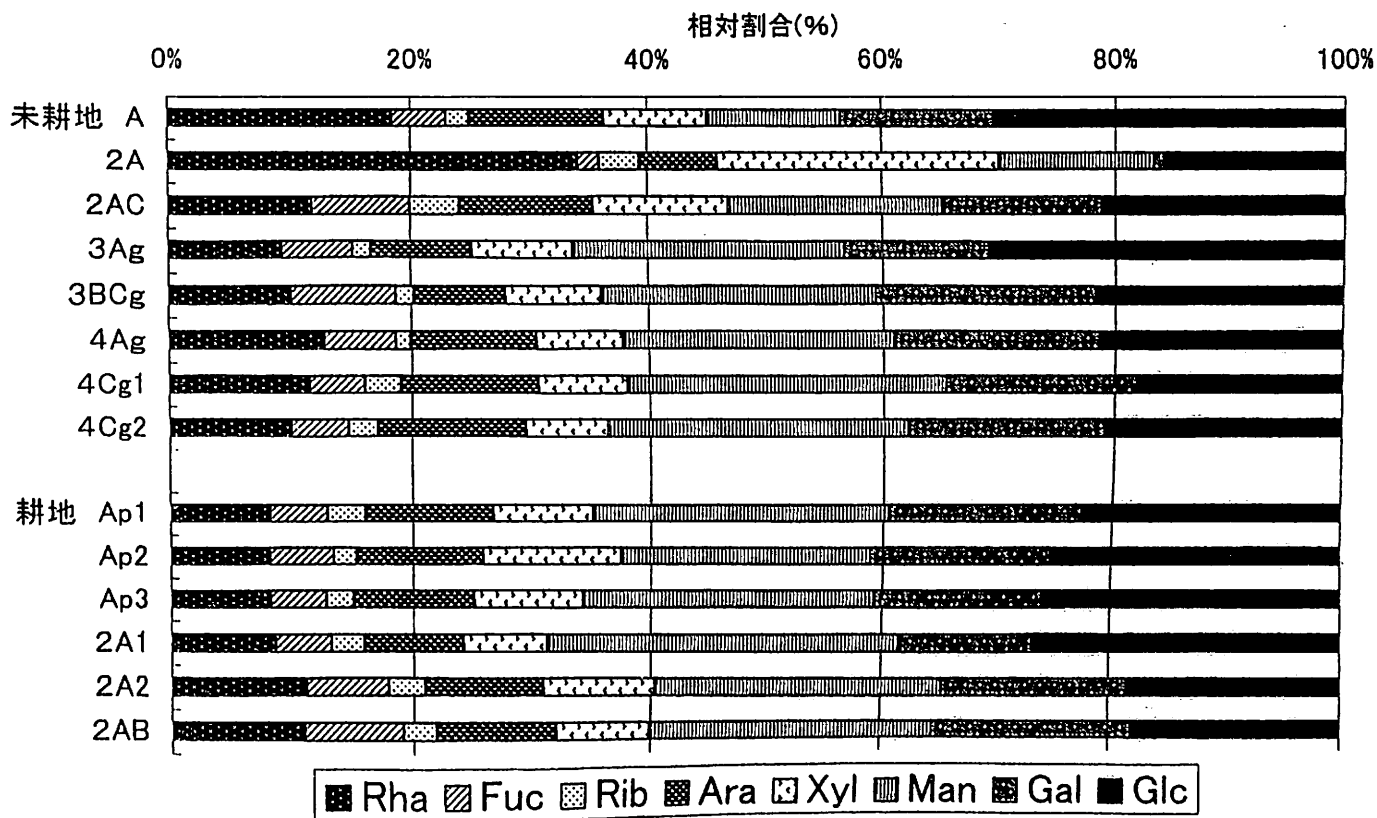 相対割合(%)
0% 20% 40% 60% 80% 100%
未耕地 A
2A
2AC
3Ag
3BCg
4Ag
4Cg1
4Cg2
耕地 Ap1
Ap2
Ap3
2A1
2A2
2AB
Rha Fuc Rib Ara Xyl Man Gal Glc